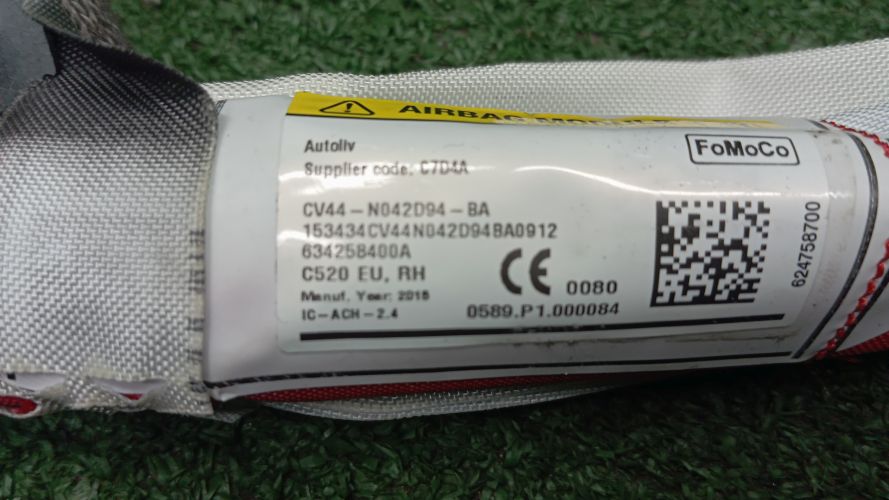 AIRBAG
Autoliv
FoMoCo
Supplier code: C7D4A
CV44-N042D94-BA
153434CV44N042D94BA0912
634258400A
C520 EU, RH
CE 0080
Manuf. Year: 2015
IC-ACH-2.4
0589.P1.000084
624758700